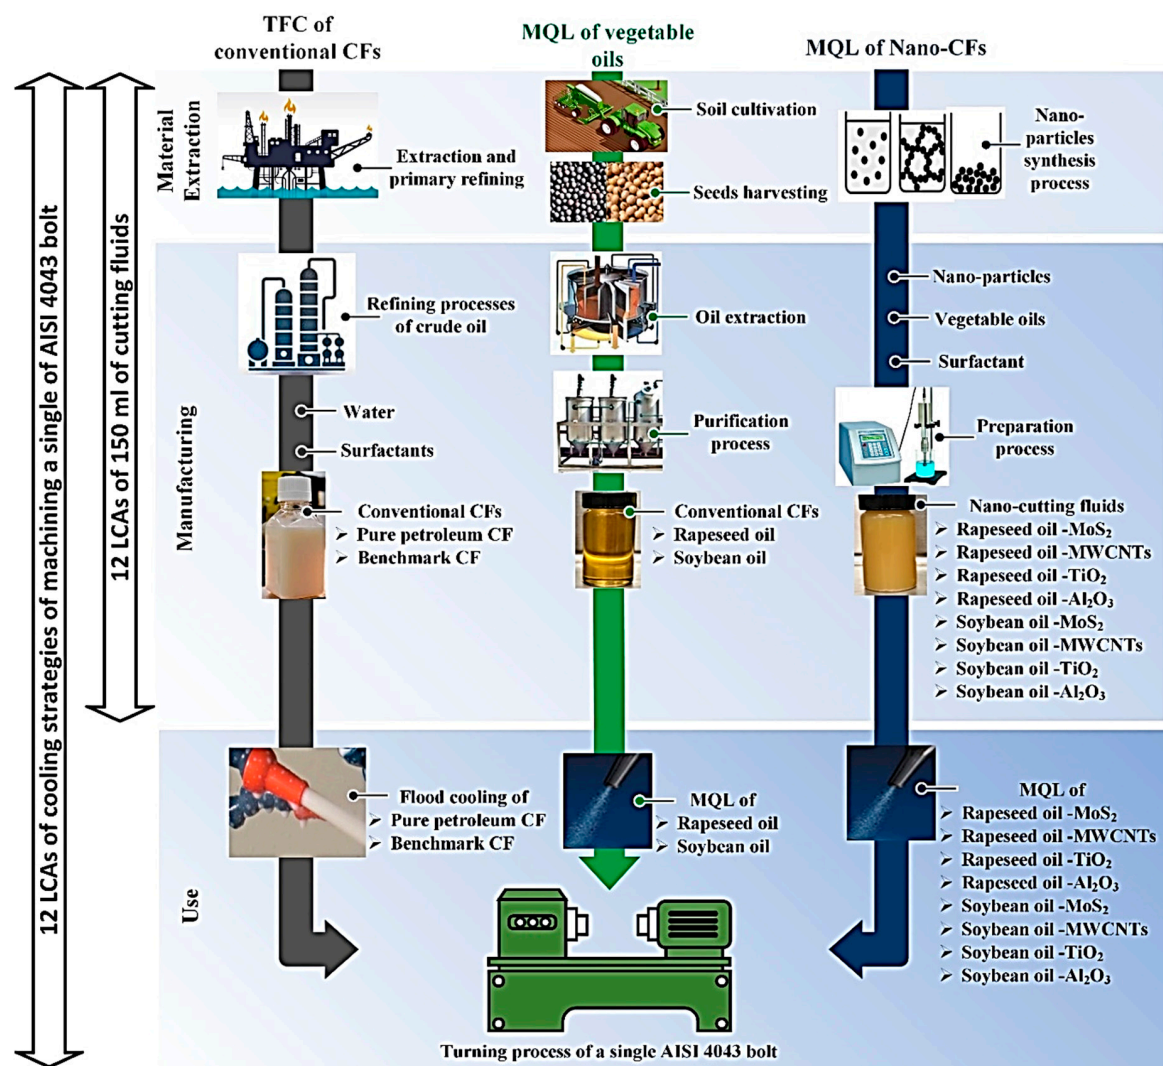 TFC of
conventional CFs
MQL of vegetable
oils
MQL of Nano-CFs
12 LCAs of cooling strategies of machining a single of AISI 4043 bolt
12 LCAs of 150 ml of cutting fluids
Material
Extraction
Extraction and
primary refining
Soil cultivation
Seeds harvesting
Nano-
particles
synthesis
process
Manufacturing
Refining processes
of crude oil
Water
Surfactants
Conventional CFs
➢ Pure petroleum CF
➢ Benchmark CF
Oil extraction
Purification
process
Conventional CFs
➢ Rapeseed oil
➢ Soybean oil
Nano-particles
Vegetable oils
Surfactant
Preparation
process
Nano-cutting fluids
➢ Rapeseed oil -MoS₂
➢ Rapeseed oil -MWCNTs
➢ Rapeseed oil -TiO₂
➢ Rapeseed oil -Al₂O₃
➢ Soybean oil -MoS₂
➢ Soybean oil -MWCNTs
➢ Soybean oil -TiO₂
➢ Soybean oil -Al₂O₃
Use
Flood cooling of
➢ Pure petroleum CF
➢ Benchmark CF
MQL of
➢ Rapeseed oil
➢ Soybean oil
MQL of
➢ Rapeseed oil -MoS₂
➢ Rapeseed oil -MWCNTs
➢ Rapeseed oil -TiO₂
➢ Rapeseed oil -Al₂O₃
➢ Soybean oil -MoS₂
➢ Soybean oil -MWCNTs
➢ Soybean oil -TiO₂
➢ Soybean oil -Al₂O₃
Turning process of a single AISI 4043 bolt